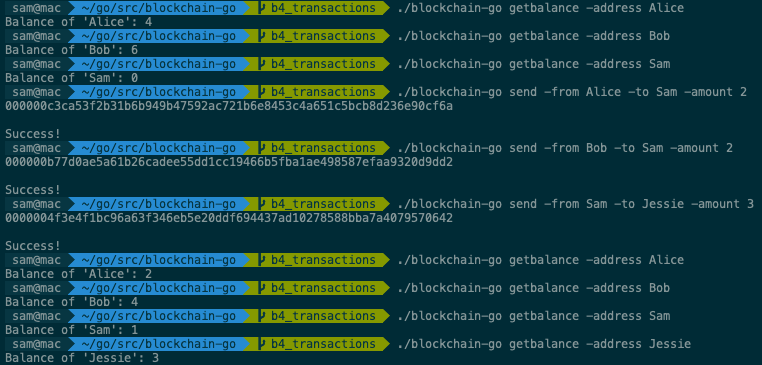 sam@mac ~/go/src/blockchain-go b4_transactions ./blockchain-go getbalance -address Alice
Balance of 'Alice': 4
sam@mac ~/go/src/blockchain-go b4_transactions ./blockchain-go getbalance -address Bob
Balance of 'Bob': 6
sam@mac ~/go/src/blockchain-go b4_transactions ./blockchain-go getbalance -address Sam
Balance of 'Sam': 0
sam@mac ~/go/src/blockchain-go b4_transactions ./blockchain-go send -from Alice -to Sam -amount 2
000000c3ca53f2b31b6b949b47592ac721b6e8453c4a651c5bcb8d236e90cf6a
Success!
sam@mac ~/go/src/blockchain-go b4_transactions ./blockchain-go send -from Bob -to Sam -amount 2
000000b77d0ae5a61b26cadee55dd1cc19466b5fba1ae498587efaa9320d9dd2
Success!
sam@mac ~/go/src/blockchain-go b4_transactions ./blockchain-go send -from Sam -to Jessie -amount 3
0000004f3e4f1bc96a63f346eb5e20ddf694437ad10278588bba7a4079570642
Success!
sam@mac ~/go/src/blockchain-go b4_transactions ./blockchain-go getbalance -address Alice
Balance of 'Alice': 2
sam@mac ~/go/src/blockchain-go b4_transactions ./blockchain-go getbalance -address Bob
Balance of 'Bob': 4
sam@mac ~/go/src/blockchain-go b4_transactions ./blockchain-go getbalance -address Sam
Balance of 'Sam': 1
sam@mac ~/go/src/blockchain-go b4_transactions ./blockchain-go getbalance -address Jessie
Balance of 'Jessie': 3